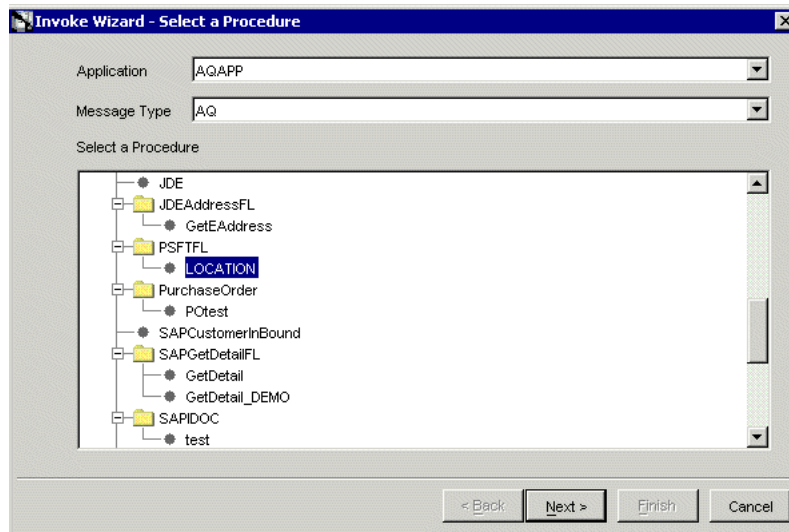 Invoke Wizard - Select a Procedure
Application AQAPP
Message Type AQ
Select a Procedure
JDE
JDEAddressFL
GetEAddress
PSFTFL
LOCATION
PurchaseOrder
POtest
SAPCustomerInBound
SAPGetDetailFL
GetDetail
GetDetail_DEMO
SAPIDOC
test
< Back Next > Finish Cancel